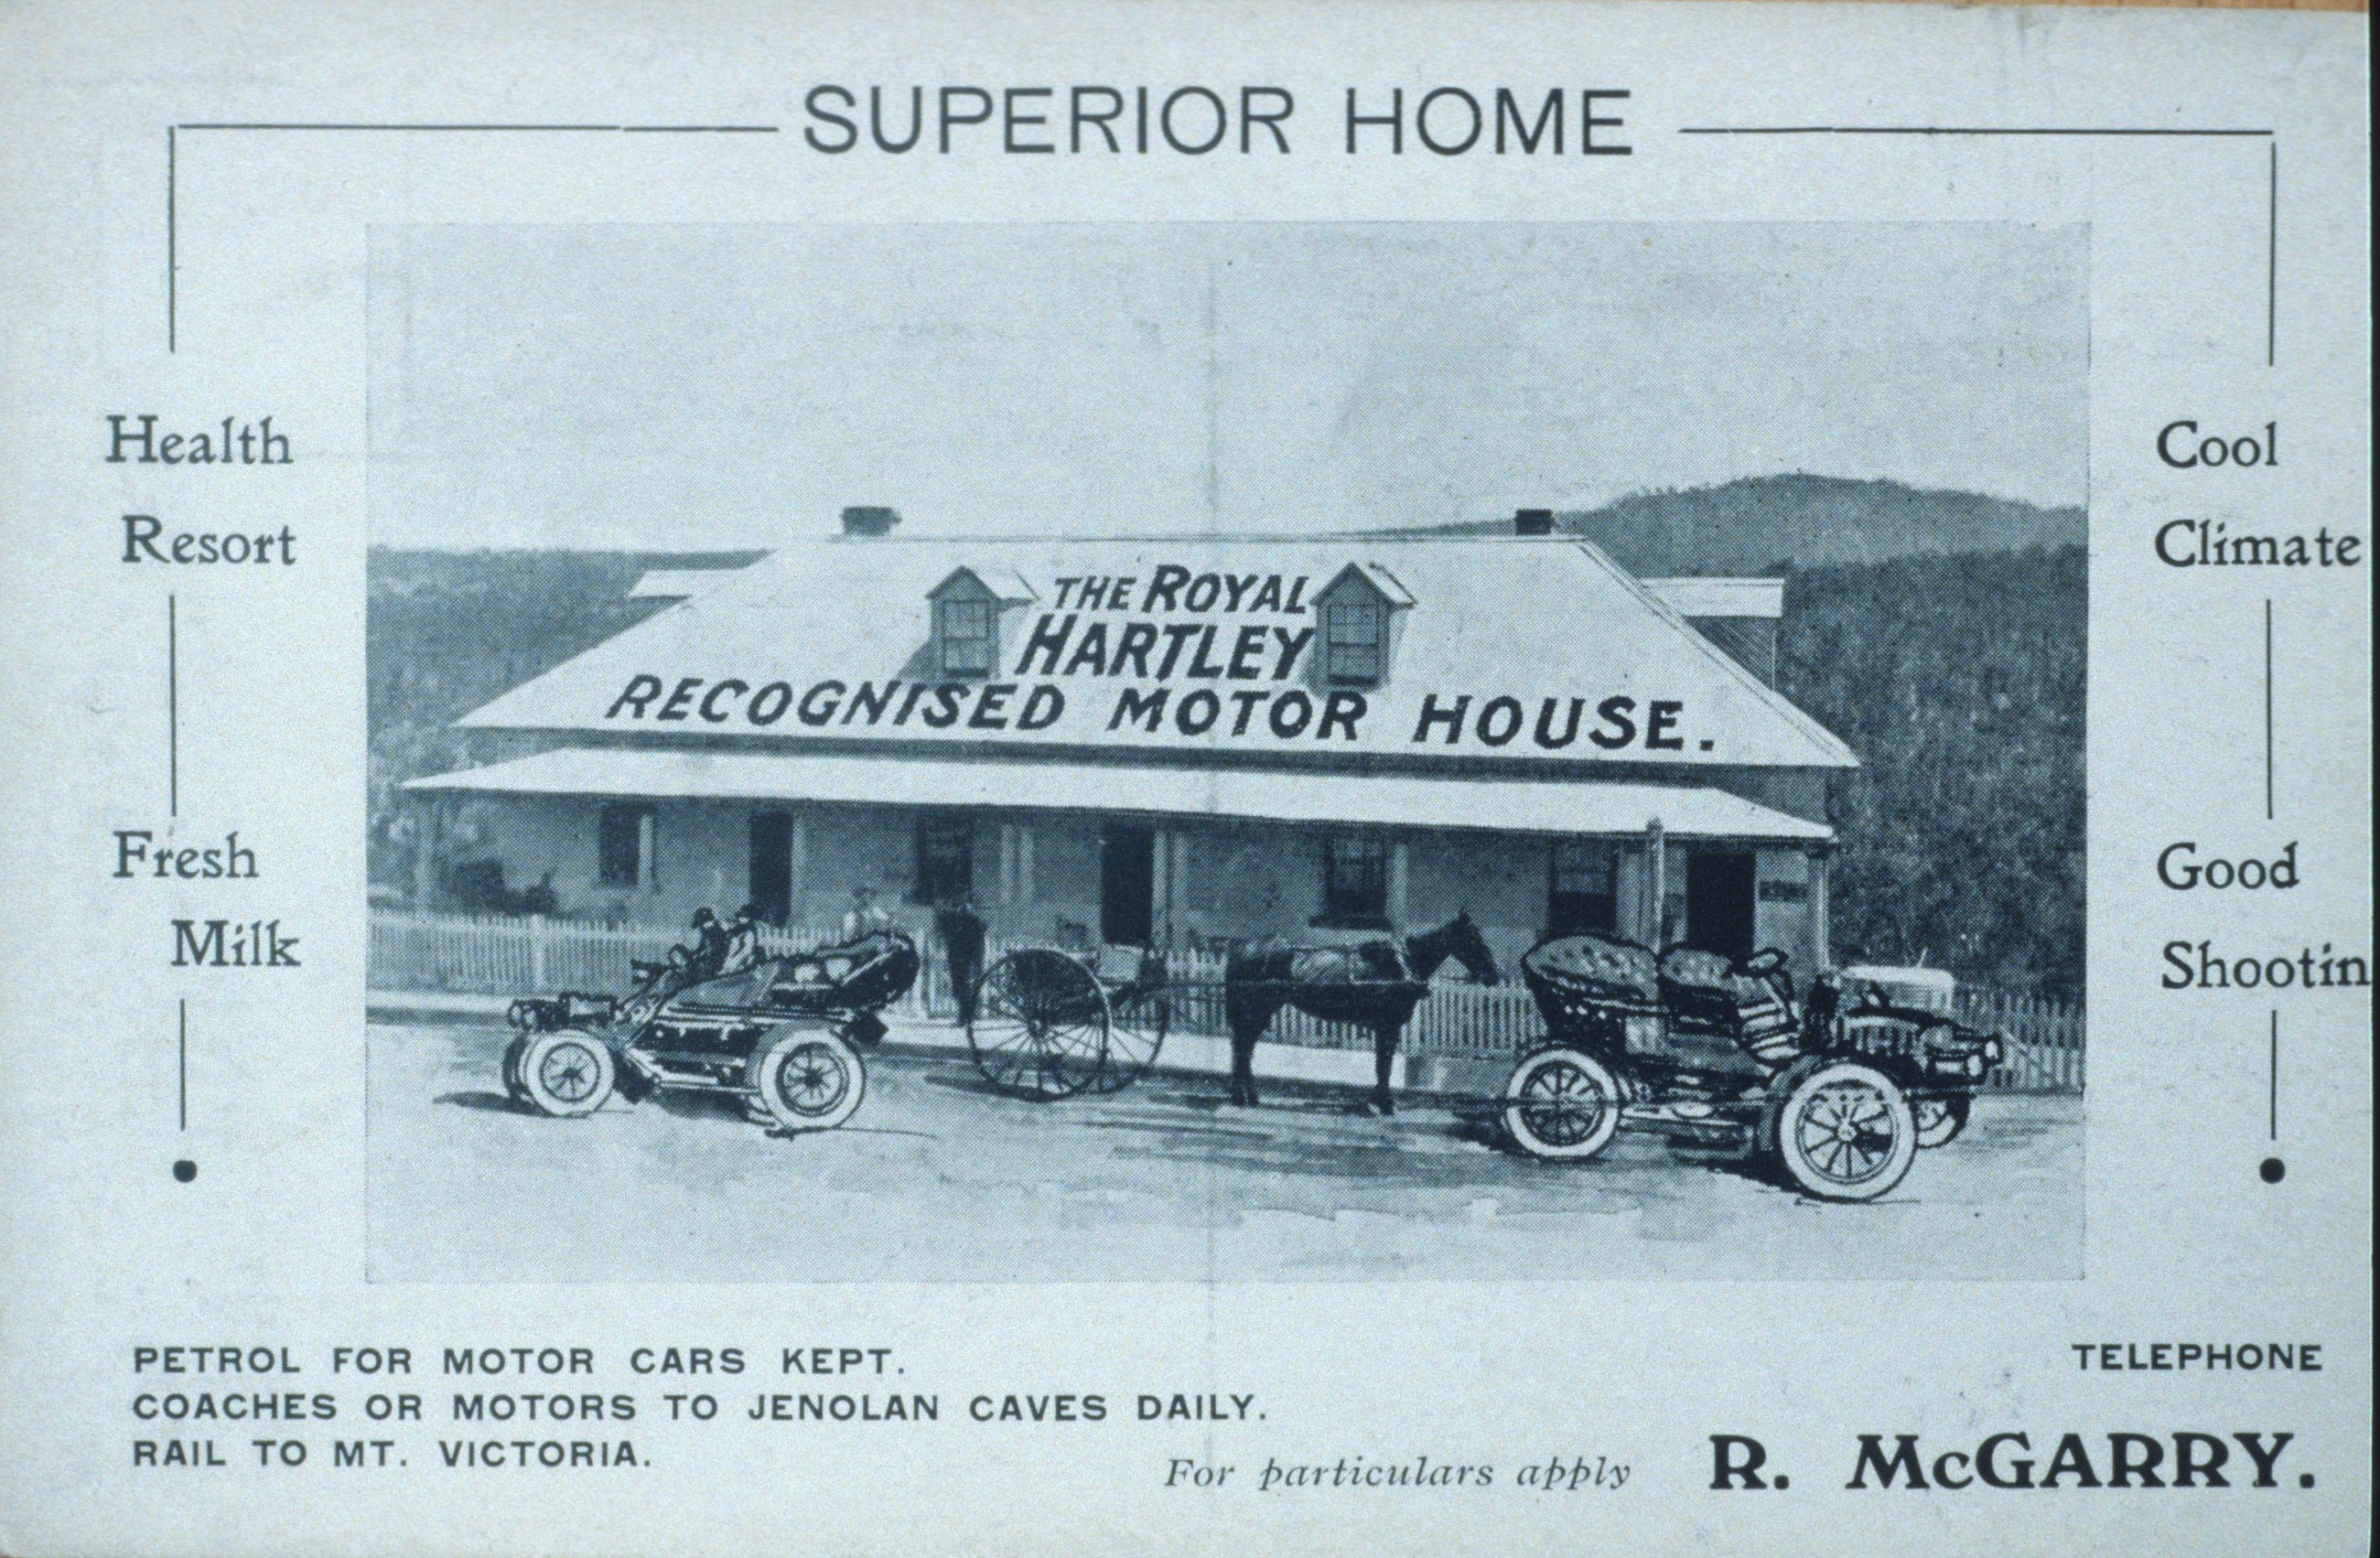 SUPERIOR HOME
Health
Resort
Fresh
Milk
Cool
Climate
Good
Shootin
THE ROYAL
HARTLEY
RECOGNISED MOTOR HOUSE.
PETROL FOR MOTOR CARS KEPT.
COACHES OR MOTORS TO JENOLAN CAVES DAILY.
RAIL TO MT. VICTORIA.
TELEPHONE
For particulars apply R. McGARRY.